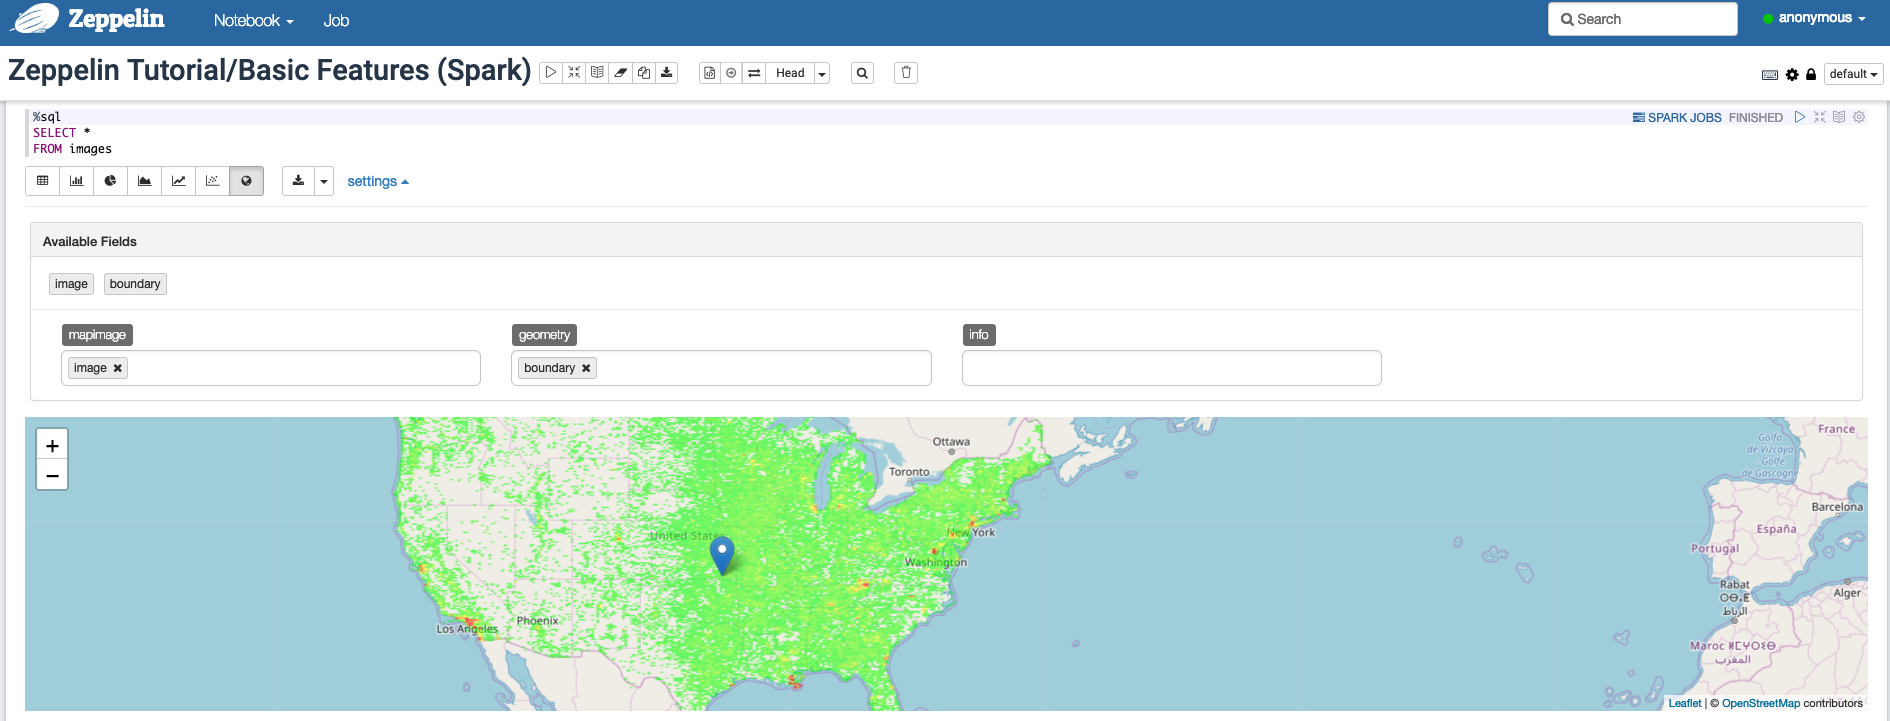 Zeppelin Notebook Job Search anonymous
Zeppelin Tutorial/Basic Features (Spark) Head default
%sql SPARK JOBS FINISHED
SELECT *
FROM images
settings
Available Fields
image boundary
mapimage geometry info
image boundary
+
−
Ottawa
Toronto
New York
United States
Washington
Phoenix
Los Angeles
France
Golfo
de Vizcaya
Golfe
de Gascogne
Barcelona
España
Portugal
Rabat
ⵔⴱⴰⵟ
الرباط
Alger
Maroc ⵍⵎⵖⵔⵉⴱ
المغرب
Leaflet | © OpenStreetMap contributors